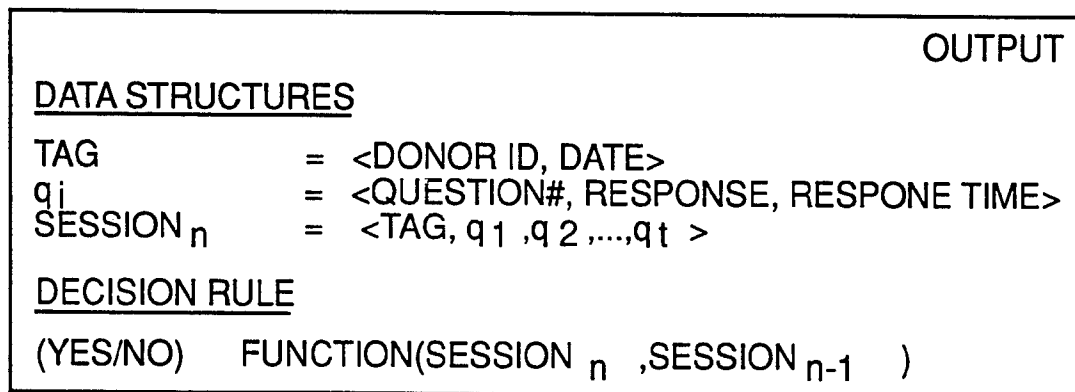 OUTPUT
DATA STRUCTURES
TAG = <DONOR ID, DATE>
qi = <QUESTION#, RESPONSE, RESPONE TIME>
SESSION n = <TAG, q1 ,q2 ,...,qt >
DECISION RULE
(YES/NO) FUNCTION(SESSION n ,SESSION n-1 )